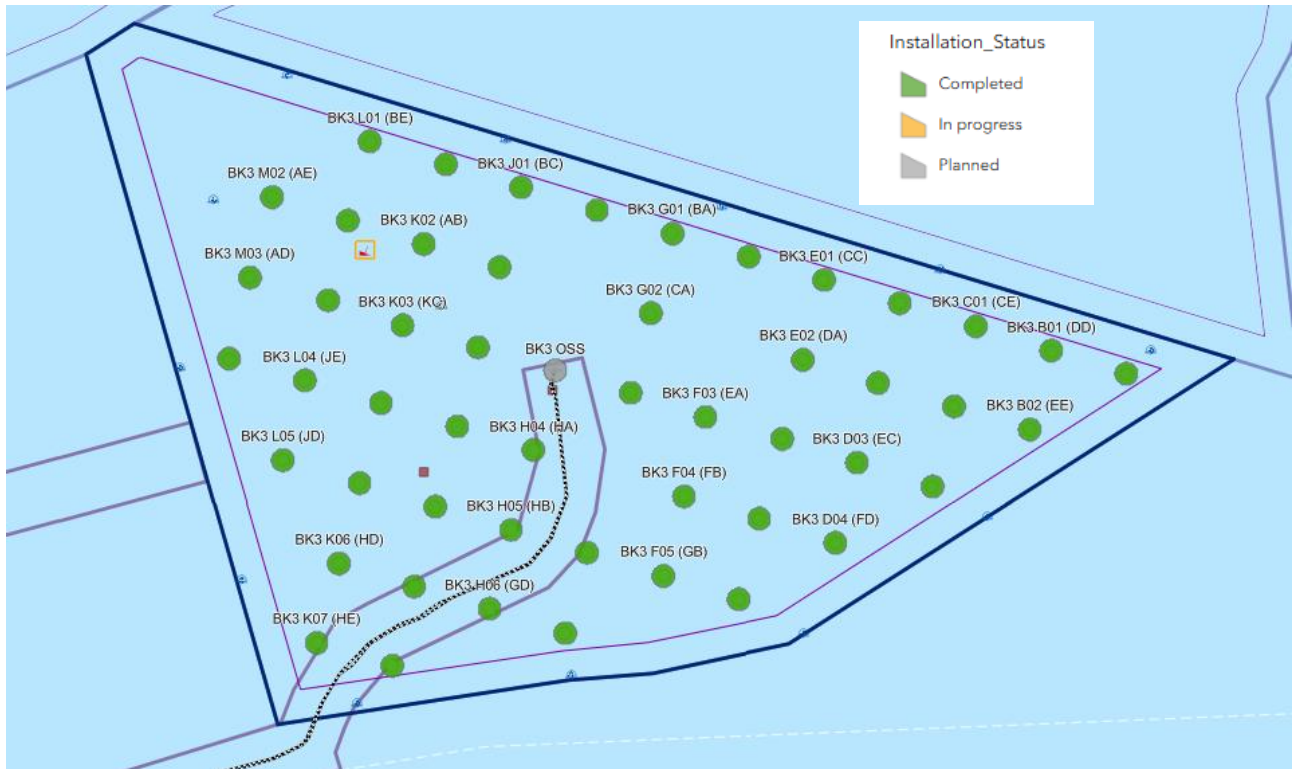 Installation_Status
Completed
In progress
Planned
BK3 L01 (BE)
BK3 J01 (BC)
BK3 M02 (AE)
BK3 G01 (BA)
BK3 K02 (AB)
BK3 M03 (AD)
BK3 E01 (CC)
BK3 K03 (KC)
BK3 G02 (CA)
BK3 C01 (CE)
BK3 B01 (DD)
BK3 E02 (DA)
BK3 OSS
BK3 L04 (JE)
BK3 F03 (EA)
BK3 B02 (EE)
BK3 H04 (HA)
BK3 L05 (JD)
BK3 D03 (EC)
BK3 F04 (FB)
BK3 H05 (HB)
BK3 D04 (FD)
BK3 K06 (HD)
BK3 F05 (GB)
BK3 H06 (GD)
BK3 K07 (HE)